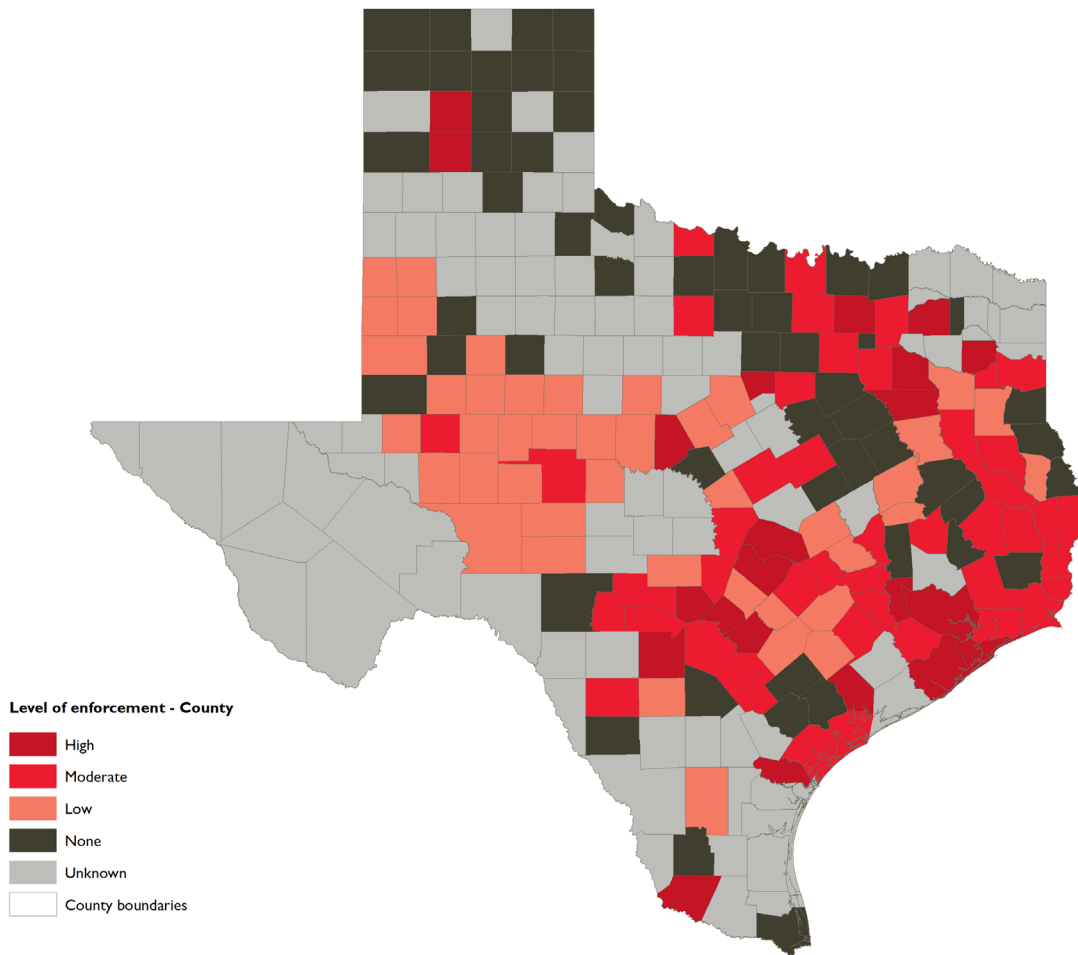 Level of enforcement - County
High
Moderate
Low
None
Unknown
County boundaries